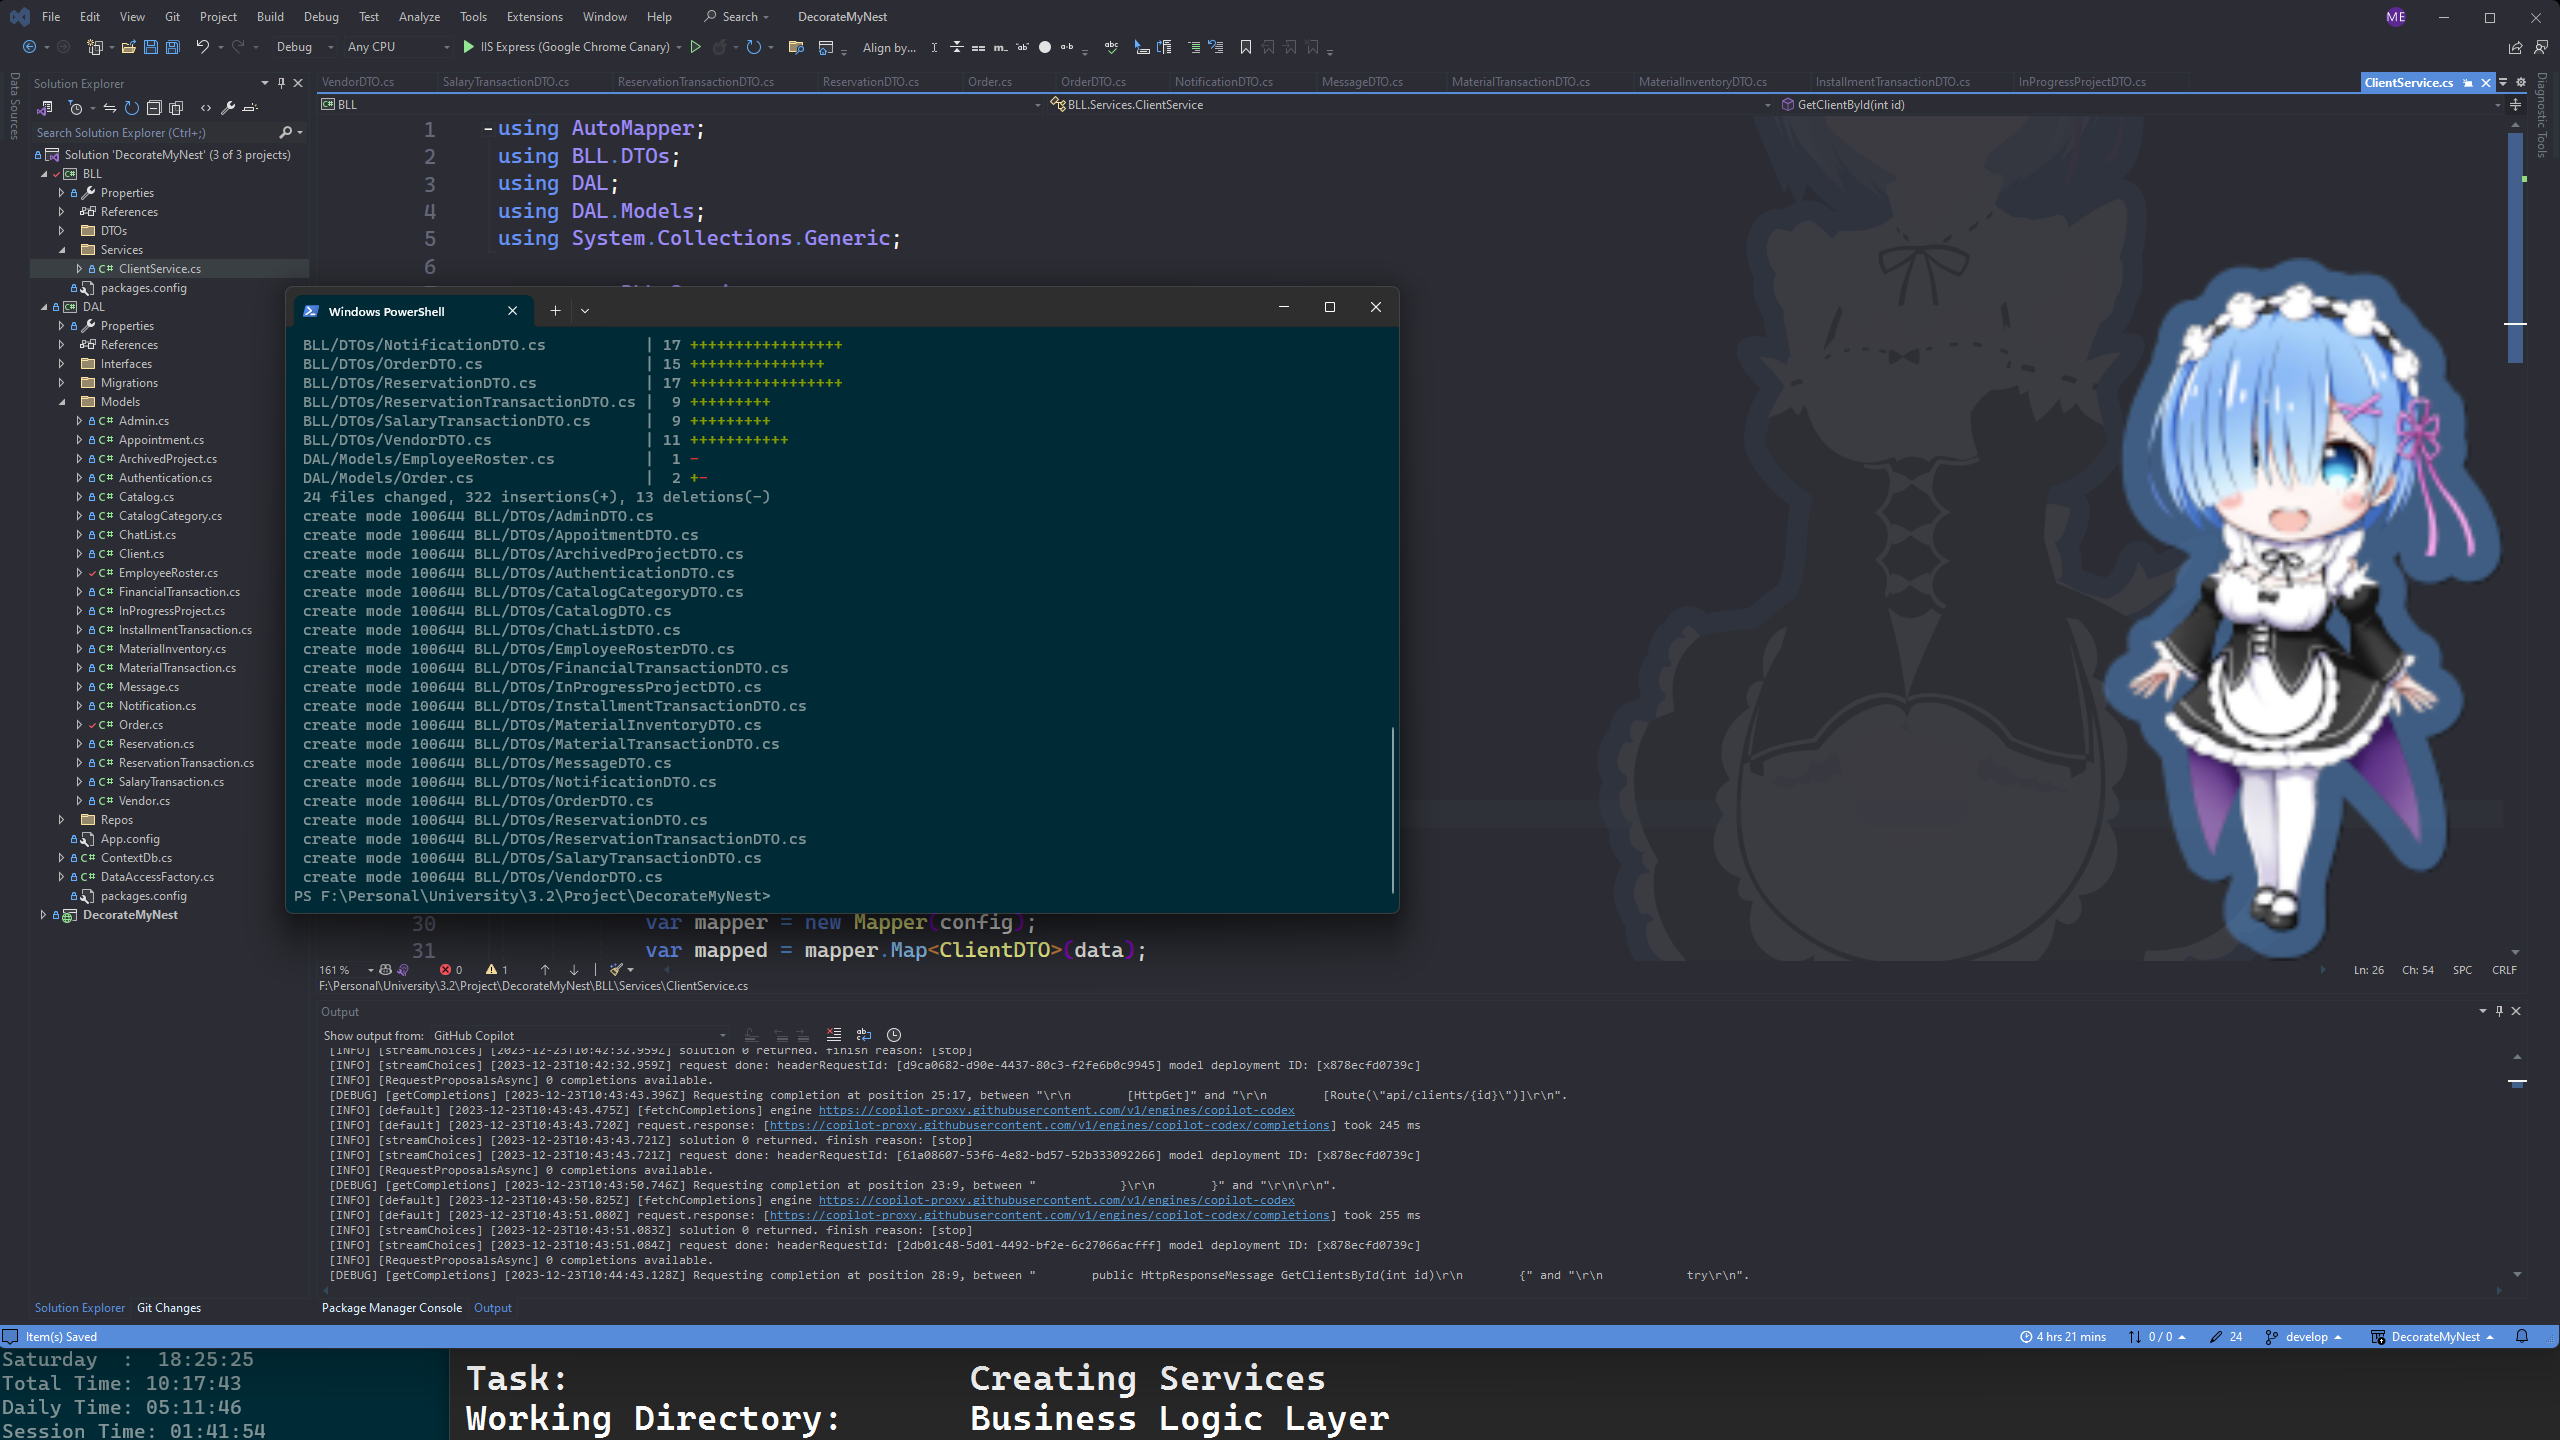 File Edit View Git Project Build Debug Test Analyze Tools Extensions Window Help Search DecorateMyNest ME
Debug Any CPU IIS Express (Google Chrome Canary) Align by...
Data Sources
Solution Explorer
Search Solution Explorer (Ctrl+;)
Solution 'DecorateMyNest' (3 of 3 projects)
BLL
Properties
References
DTOs
Services
ClientService.cs
packages.config
DAL
Properties
References
Interfaces
Migrations
Models
Admin.cs
Appointment.cs
ArchivedProject.cs
Authentication.cs
Catalog.cs
CatalogCategory.cs
ChatList.cs
Client.cs
EmployeeRoster.cs
FinancialTransaction.cs
InProgressProject.cs
InstallmentTransaction.cs
MaterialInventory.cs
MaterialTransaction.cs
Message.cs
Notification.cs
Order.cs
Reservation.cs
ReservationTransaction.cs
SalaryTransaction.cs
Vendor.cs
Repos
App.config
ContextDb.cs
DataAccessFactory.cs
packages.config
DecorateMyNest
Solution Explorer Git Changes
VendorDTO.cs SalaryTransactionDTO.cs ReservationTransactionDTO.cs ReservationDTO.cs Order.cs OrderDTO.cs NotificationDTO.cs MessageDTO.cs MaterialTransactionDTO.cs MaterialInventoryDTO.cs InstallmentTransactionDTO.cs InProgressProjectDTO.cs ClientService.cs
BLL BLL.Services.ClientService GetClientById(int id)
Diagnostic Tools
1 using AutoMapper;
2 using BLL.DTOs;
3 using DAL;
4 using DAL.Models;
5 using System.Collections.Generic;
6
Windows PowerShell
BLL/DTOs/NotificationDTO.cs | 17 +++++++++++++++++
BLL/DTOs/OrderDTO.cs | 15 +++++++++++++++
BLL/DTOs/ReservationDTO.cs | 17 +++++++++++++++++
BLL/DTOs/ReservationTransactionDTO.cs | 9 +++++++++
BLL/DTOs/SalaryTransactionDTO.cs | 9 +++++++++
BLL/DTOs/VendorDTO.cs | 11 +++++++++++
DAL/Models/EmployeeRoster.cs | 1 -
DAL/Models/Order.cs | 2 +-
24 files changed, 322 insertions(+), 13 deletions(-)
create mode 100644 BLL/DTOs/AdminDTO.cs
create mode 100644 BLL/DTOs/AppoitmentDTO.cs
create mode 100644 BLL/DTOs/ArchivedProjectDTO.cs
create mode 100644 BLL/DTOs/AuthenticationDTO.cs
create mode 100644 BLL/DTOs/CatalogCategoryDTO.cs
create mode 100644 BLL/DTOs/CatalogDTO.cs
create mode 100644 BLL/DTOs/ChatListDTO.cs
create mode 100644 BLL/DTOs/EmployeeRosterDTO.cs
create mode 100644 BLL/DTOs/FinancialTransactionDTO.cs
create mode 100644 BLL/DTOs/InProgressProjectDTO.cs
create mode 100644 BLL/DTOs/InstallmentTransactionDTO.cs
create mode 100644 BLL/DTOs/MaterialInventoryDTO.cs
create mode 100644 BLL/DTOs/MaterialTransactionDTO.cs
create mode 100644 BLL/DTOs/MessageDTO.cs
create mode 100644 BLL/DTOs/NotificationDTO.cs
create mode 100644 BLL/DTOs/OrderDTO.cs
create mode 100644 BLL/DTOs/ReservationDTO.cs
create mode 100644 BLL/DTOs/ReservationTransactionDTO.cs
create mode 100644 BLL/DTOs/SalaryTransactionDTO.cs
create mode 100644 BLL/DTOs/VendorDTO.cs
PS F:\Personal\University\3.2\Project\DecorateMyNest>
30 var mapper = new Mapper(config);
31 var mapped = mapper.Map<ClientDTO>(data);
161 % 0 1 Ln: 26 Ch: 54 SPC CRLF
F:\Personal\University\3.2\Project\DecorateMyNest\BLL\Services\ClientService.cs
Output
Show output from: GitHub Copilot
[INFO] [streamChoices] [2023-12-23T10:42:32.959Z] solution 0 returned. finish reason: [stop]
[INFO] [streamChoices] [2023-12-23T10:42:32.959Z] request done: headerRequestId: [d9ca0682-d90e-4437-80c3-f2fe6b0c9945] model deployment ID: [x878ecfd0739c]
[INFO] [RequestProposalsAsync] 0 completions available.
[DEBUG] [getCompletions] [2023-12-23T10:43:43.396Z] Requesting completion at position 25:17, between "\r\n [HttpGet]" and "\r\n [Route(\"api/clients/{id}\")]\r\n".
[INFO] [default] [2023-12-23T10:43:43.475Z] [fetchCompletions] engine https://copilot-proxy.githubusercontent.com/v1/engines/copilot-codex
[INFO] [default] [2023-12-23T10:43:43.720Z] request.response: [https://copilot-proxy.githubusercontent.com/v1/engines/copilot-codex/completions] took 245 ms
[INFO] [streamChoices] [2023-12-23T10:43:43.721Z] solution 0 returned. finish reason: [stop]
[INFO] [streamChoices] [2023-12-23T10:43:43.721Z] request done: headerRequestId: [61a08607-53f6-4e82-bd57-52b333092266] model deployment ID: [x878ecfd0739c]
[INFO] [RequestProposalsAsync] 0 completions available.
[DEBUG] [getCompletions] [2023-12-23T10:43:50.746Z] Requesting completion at position 23:9, between " }\r\n }" and "\r\n\r\n".
[INFO] [default] [2023-12-23T10:43:50.825Z] [fetchCompletions] engine https://copilot-proxy.githubusercontent.com/v1/engines/copilot-codex
[INFO] [default] [2023-12-23T10:43:51.080Z] request.response: [https://copilot-proxy.githubusercontent.com/v1/engines/copilot-codex/completions] took 255 ms
[INFO] [streamChoices] [2023-12-23T10:43:51.083Z] solution 0 returned. finish reason: [stop]
[INFO] [streamChoices] [2023-12-23T10:43:51.084Z] request done: headerRequestId: [2db01c48-5d01-4492-bf2e-6c27066acfff] model deployment ID: [x878ecfd0739c]
[INFO] [RequestProposalsAsync] 0 completions available.
[DEBUG] [getCompletions] [2023-12-23T10:44:43.128Z] Requesting completion at position 28:9, between " public HttpResponseMessage GetClientsById(int id)\r\n {" and "\r\n try\r\n".
Package Manager Console Output
Item(s) Saved 4 hrs 21 mins 0 / 0 24 develop DecorateMyNest
Saturday : 18:25:25
Total Time: 10:17:43
Daily Time: 05:11:46
Session Time: 01:41:54
Task: Creating Services
Working Directory: Business Logic Layer